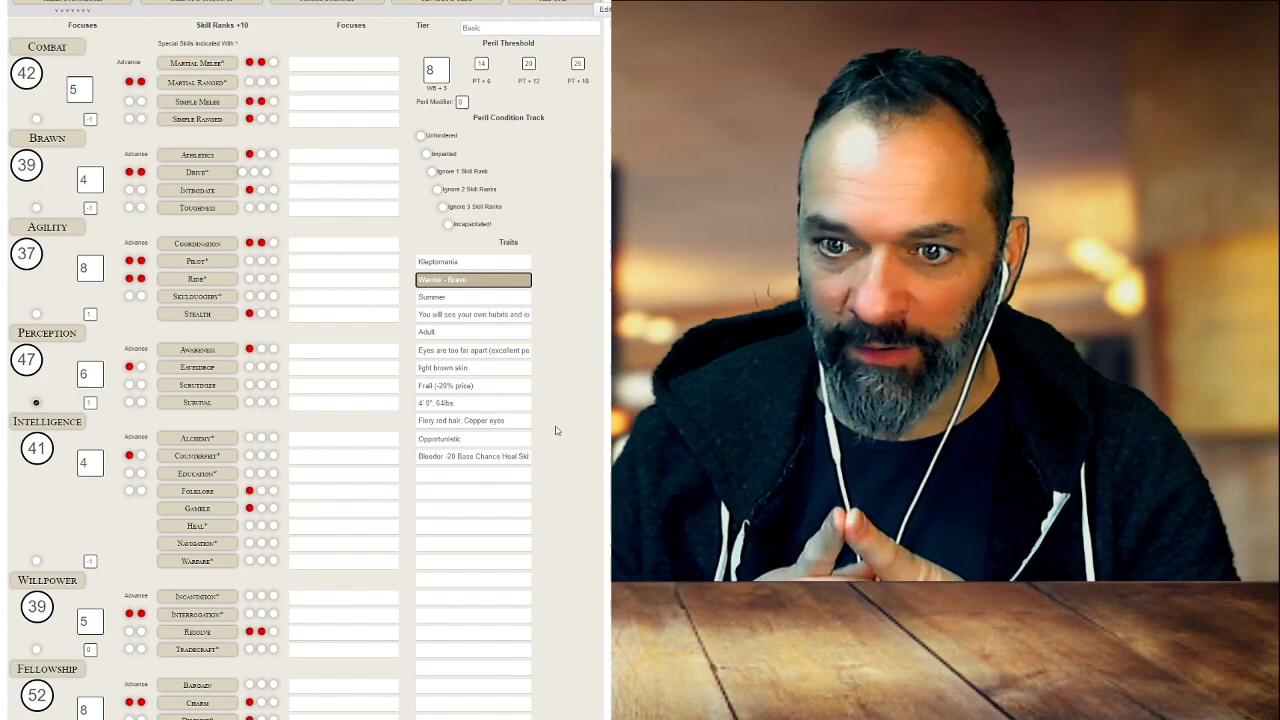 Focuses
Skill Ranks +10
Focuses
Tier
Basic
Special Skills Indicated With *
Peril Threshold
Combat
42
5
-1
Advance
Martial Melee*
Martial Ranged*
Simple Melee
Simple Ranged
8
14
20
26
WB + 3
PT + 6
PT + 12
PT + 18
Peril Modifier:
0
Peril Condition Track
Unhindered
Imperiled
Ignore 1 Skill Rank
Ignore 2 Skill Ranks
Ignore 3 Skill Ranks
Incapacitated!
Brawn
39
4
-1
Advance
Athletics
Drive*
Intimidate
Toughness
Agility
37
8
1
Advance
Coordination
Pilot*
Ride*
Skulduggery*
Stealth
Traits
Kleptomania
Warrior - Bravo
Summer
You will see your own hubris and e
Adult
Eyes are too far apart (excellent pe
light brown skin
Frail (-20% price)
4' 0", 64lbs.
Fiery red hair, Copper eyes
Opportunistic
Bleeder -20 Base Chance Heal Ski
Perception
47
6
1
Advance
Awareness
Eavesdrop
Scrutinize
Survival
Intelligence
41
4
-1
Advance
Alchemy*
Counterfeit*
Education*
Folklore
Gamble
Heal*
Navigation*
Warfare*
Willpower
39
5
0
Advance
Incantation*
Interrogation*
Resolve
Tradecraft*
Fellowship
52
8
Advance
Bargain
Charm